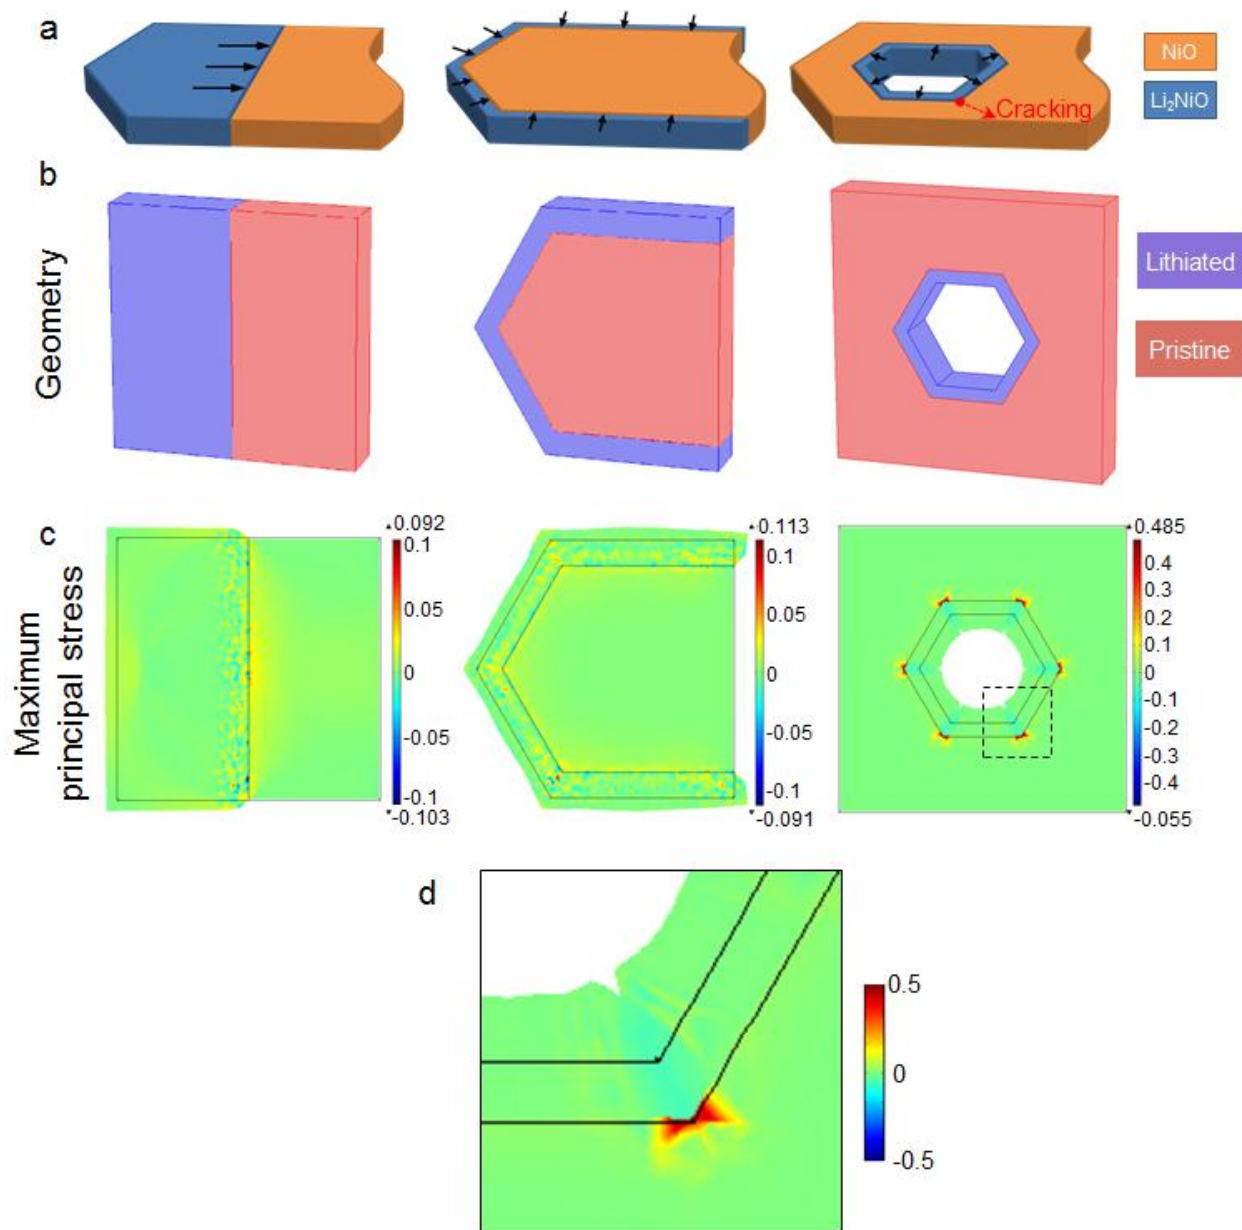 a
NiO
Li₂NiO
Cracking
b
Geometry
Lithiated
Pristine
c
Maximum
principal stress
0.092
0.1
0.05
0
-0.05
-0.1
-0.103
0.113
0.1
0.05
0
-0.05
-0.1
-0.091
0.485
0.4
0.3
0.2
0.1
0
-0.1
-0.2
-0.3
-0.4
-0.055
d
0.5
0
-0.5